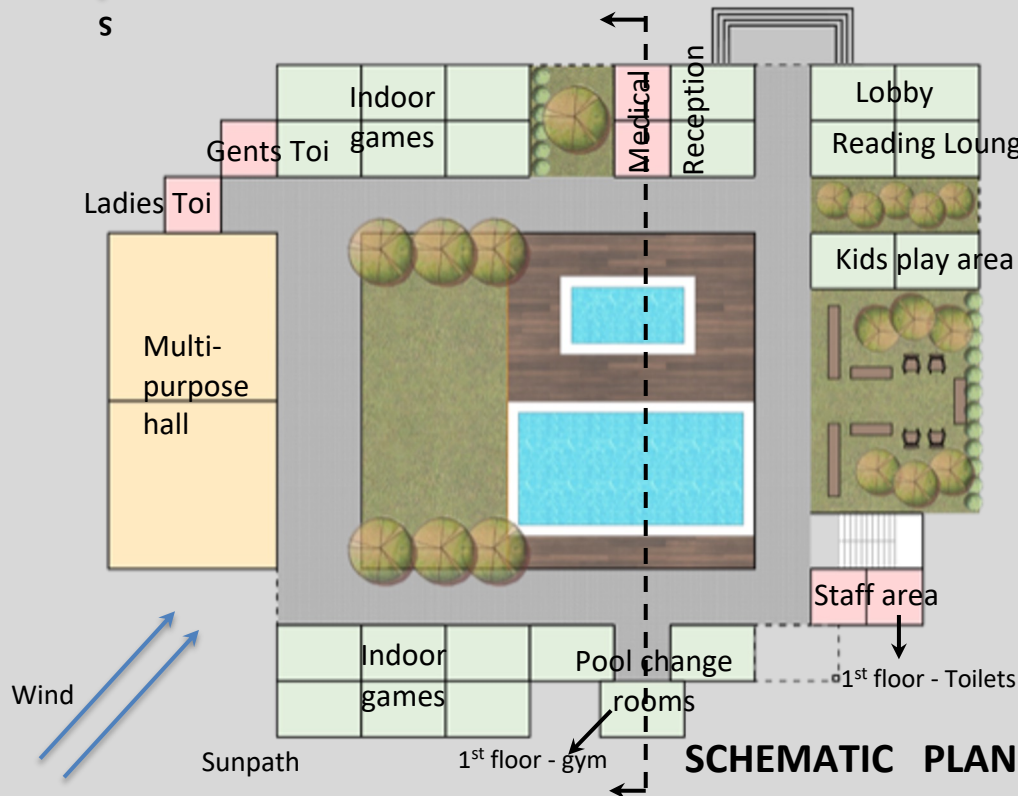 s
Indoor
games
Medical
Reception
Lobby
Reading Loung
Gents Toi
Ladies Toi
Kids play area
Multi-
purpose
hall
Staff area
1st floor - Toilets
Indoor
games
Pool change
rooms
Wind
Sunpath
1st floor - gym
SCHEMATIC PLAN